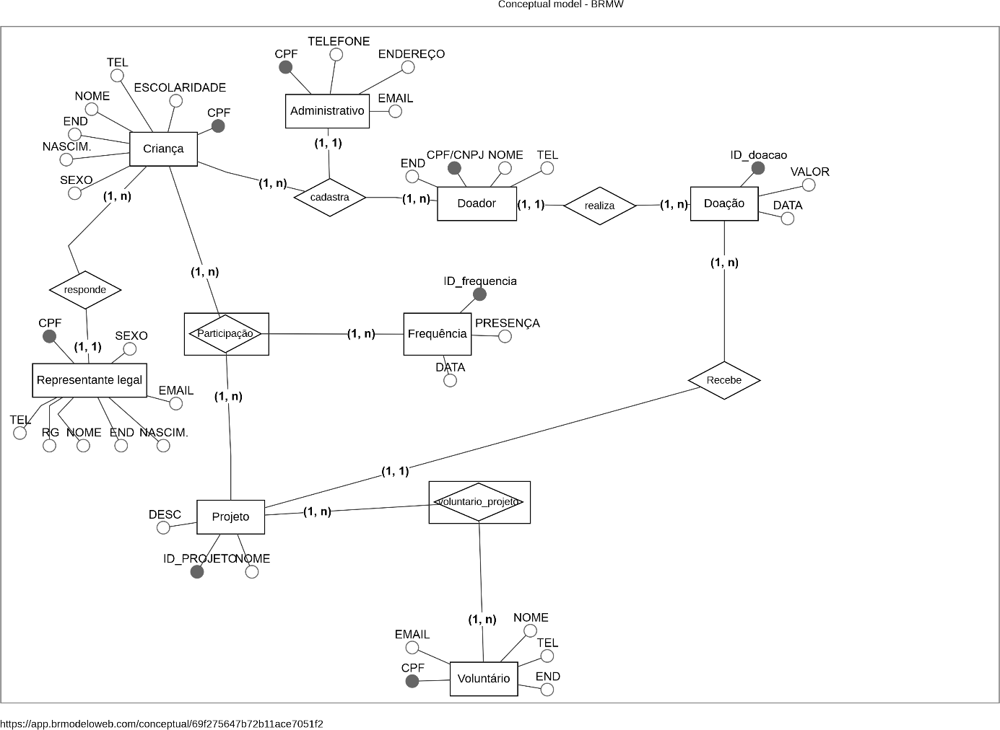 Conceptual model - BRMW
TELEFONE
CPF
ENDEREÇO
TEL
ESCOLARIDADE
NOME
EMAIL
Administrativo
CPF
END
NASCIM.
Criança
(1, 1)
SEXO
(1, n)
(1, n)
cadastra
(1, n)
END
CPF/CNPJ
NOME
TEL
Doador
(1, 1)
realiza
(1, n)
ID_doacao
VALOR
Doação
DATA
(1, n)
(1, n)
ID_frequencia
responde
CPF
SEXO
(1, 1)
Participação
(1, n)
Frequência
PRESENÇA
DATA
Representante legal
EMAIL
Recebe
(1, n)
TEL
RG
NOME
END
NASCIM.
(1, 1)
voluntario_projeto
DESC
Projeto
(1, n)
ID_PROJETO
NOME
(1, n)
NOME
EMAIL
TEL
CPF
Voluntário
END
https://app.brmodeloweb.com/conceptual/69f275647b72b11ace7051f2